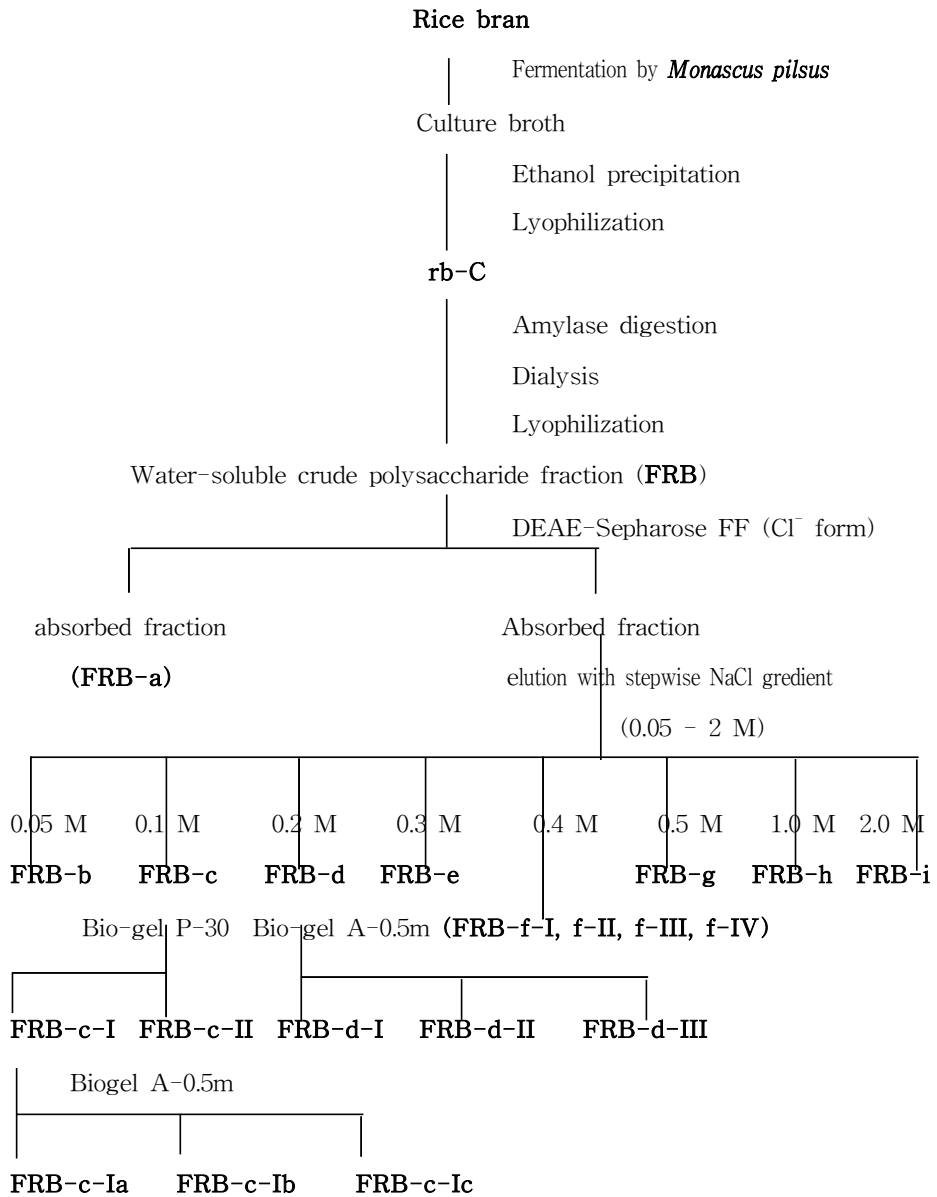 Rice bran
Fermentation by Monascus pilsus
Culture broth
Ethanol precipitation
Lyophilization
rb-C
Amylase digestion
Dialysis
Lyophilization
Water-soluble crude polysaccharide fraction (FRB)
DEAE-Sepharose FF (Cl⁻ form)
absorbed fraction Absorbed fraction
(FRB-a) elution with stepwise NaCl gredient
(0.05 - 2 M)
0.05 M 0.1 M 0.2 M 0.3 M 0.4 M 0.5 M 1.0 M 2.0 M
FRB-b FRB-c FRB-d FRB-e FRB-g FRB-h FRB-i
Bio-gel P-30 Bio-gel A-0.5m (FRB-f-I, f-II, f-III, f-IV)
FRB-c-I FRB-c-II FRB-d-I FRB-d-II FRB-d-III
Biogel A-0.5m
FRB-c-Ia FRB-c-Ib FRB-c-Ic